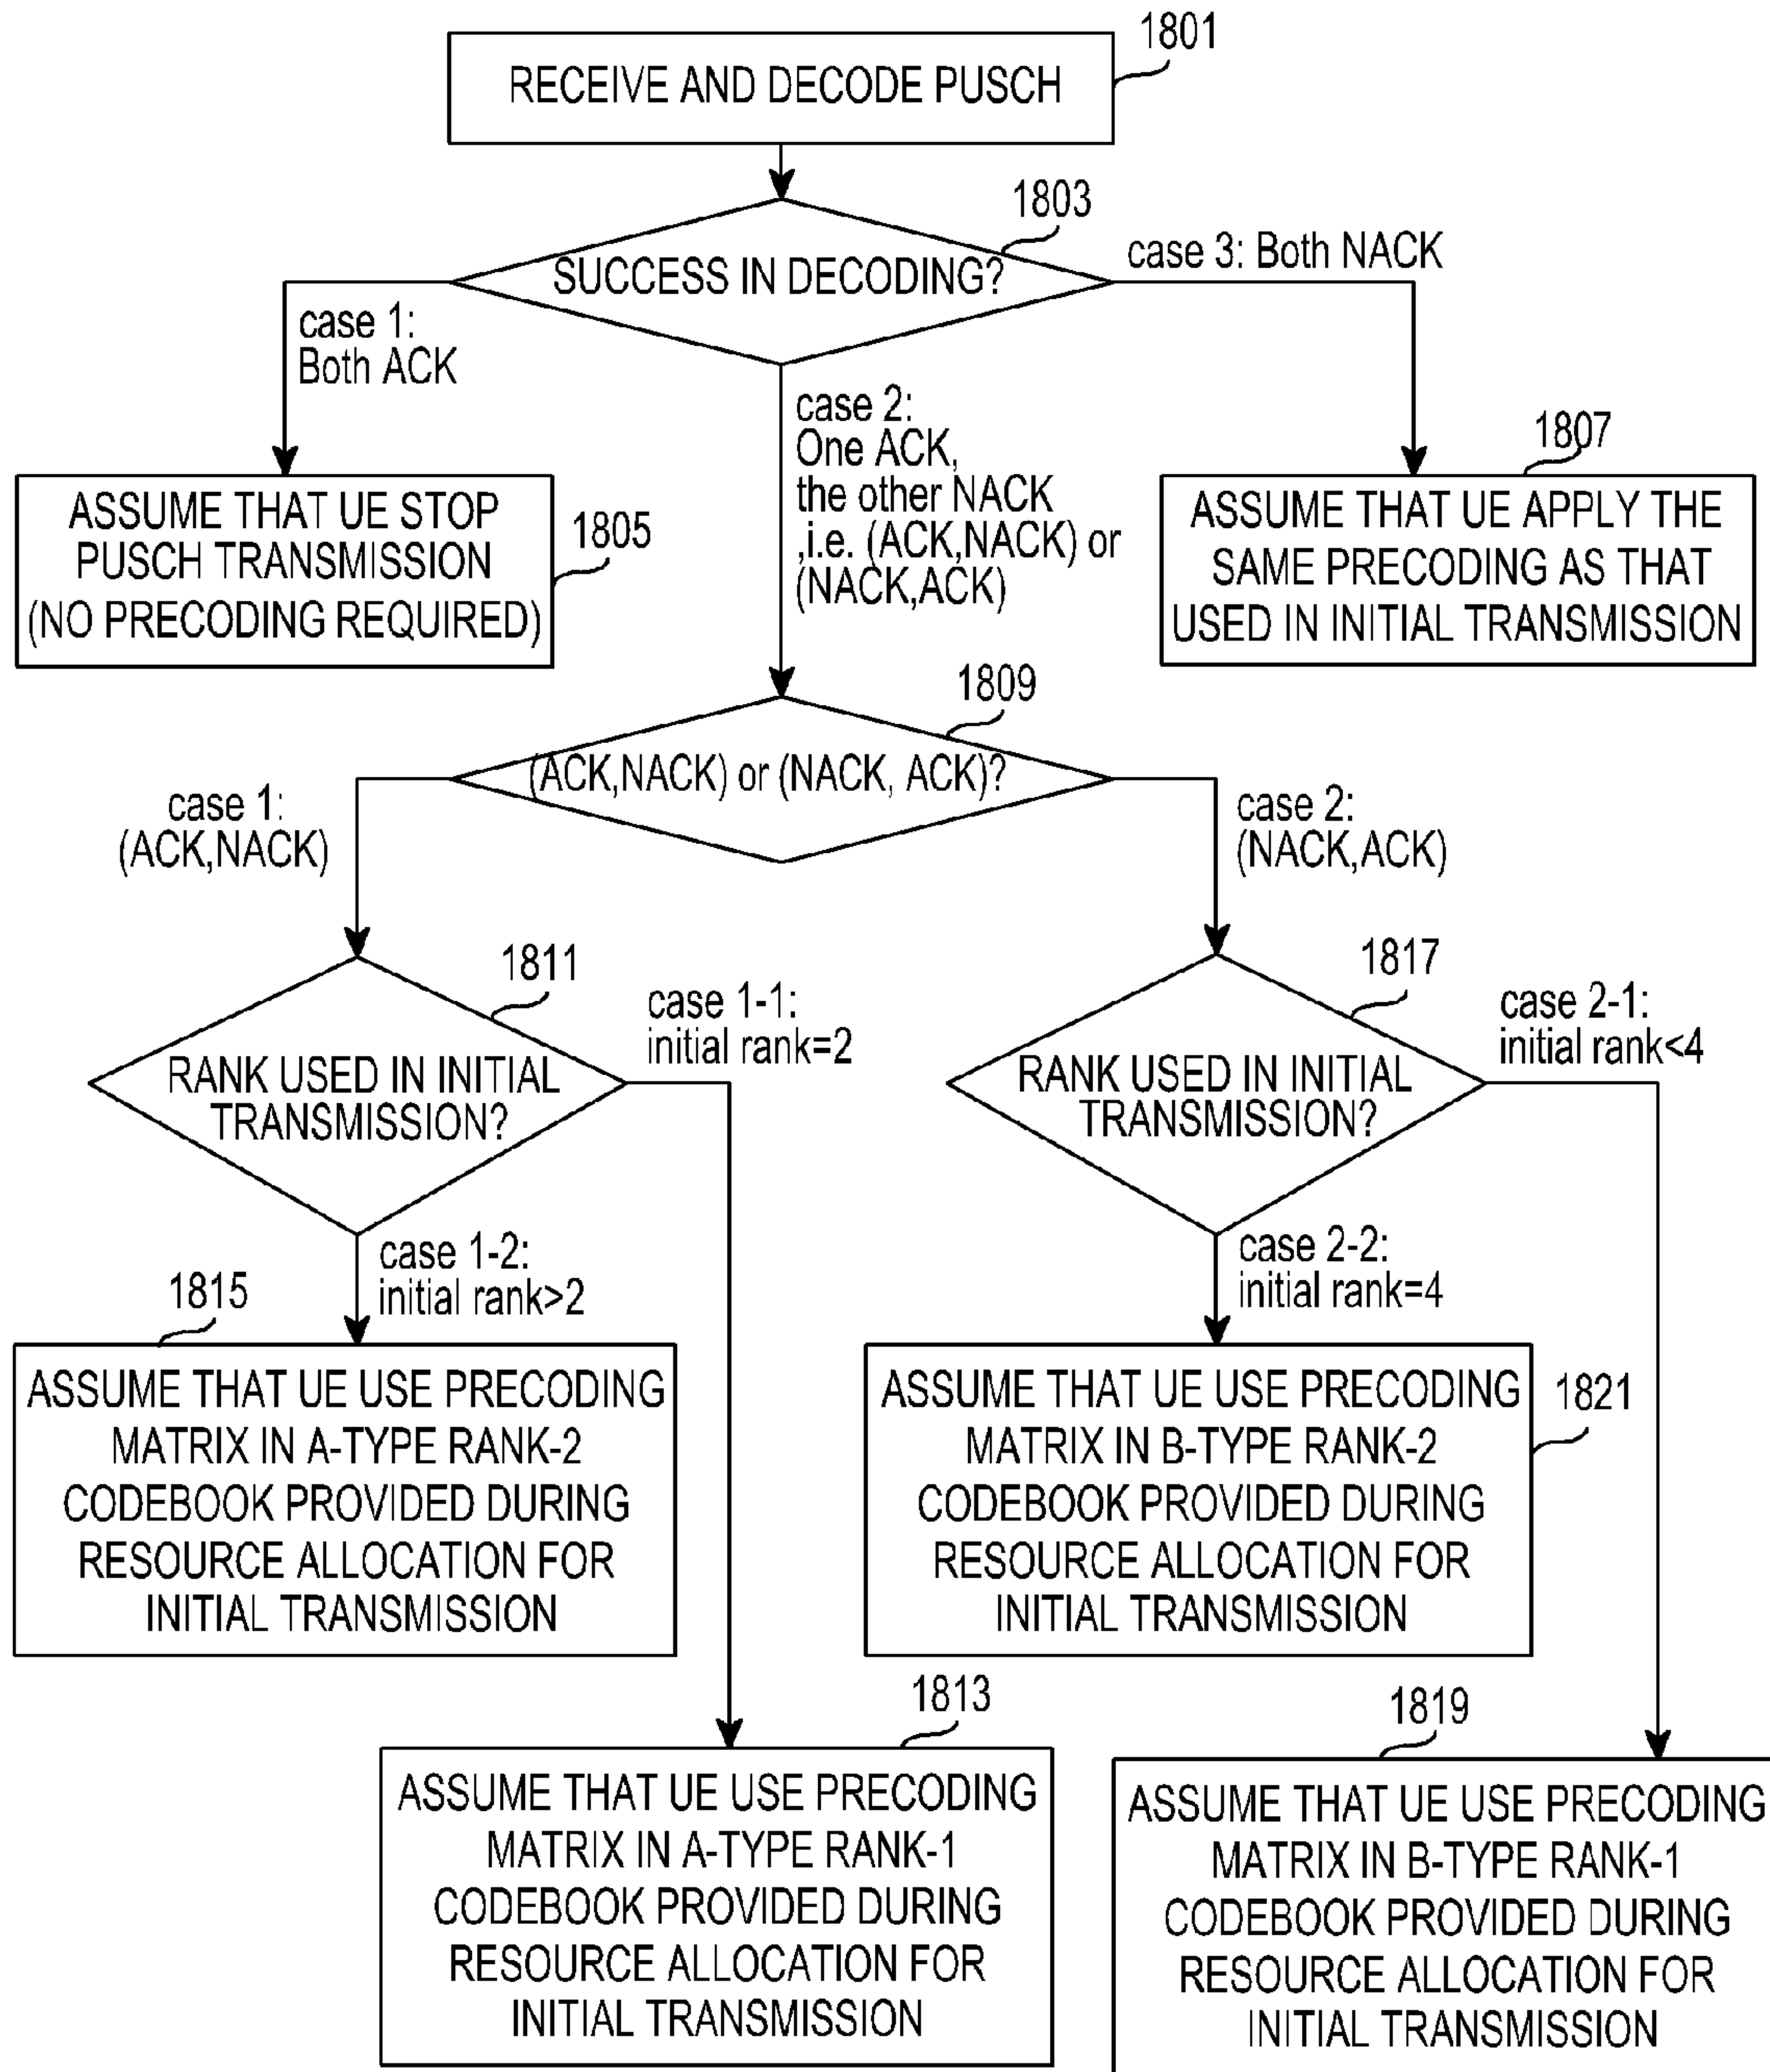 1801
RECEIVE AND DECODE PUSCH
1803
SUCCESS IN DECODING?
case 3: Both NACK
case 1:
Both ACK
case 2:
One ACK,
the other NACK
,i.e. (ACK,NACK) or
(NACK,ACK)
1805
ASSUME THAT UE STOP
PUSCH TRANSMISSION
(NO PRECODING REQUIRED)
1807
ASSUME THAT UE APPLY THE
SAME PRECODING AS THAT
USED IN INITIAL TRANSMISSION
1809
(ACK,NACK) or (NACK, ACK)?
case 1:
(ACK,NACK)
case 2:
(NACK,ACK)
1811
RANK USED IN INITIAL
TRANSMISSION?
case 1-1:
initial rank=2
1817
RANK USED IN INITIAL
TRANSMISSION?
case 2-1:
initial rank<4
case 1-2:
initial rank>2
case 2-2:
initial rank=4
1815
ASSUME THAT UE USE PRECODING
MATRIX IN A-TYPE RANK-2
CODEBOOK PROVIDED DURING
RESOURCE ALLOCATION FOR
INITIAL TRANSMISSION
1821
ASSUME THAT UE USE PRECODING
MATRIX IN B-TYPE RANK-2
CODEBOOK PROVIDED DURING
RESOURCE ALLOCATION FOR
INITIAL TRANSMISSION
1813
ASSUME THAT UE USE PRECODING
MATRIX IN A-TYPE RANK-1
CODEBOOK PROVIDED DURING
RESOURCE ALLOCATION FOR
INITIAL TRANSMISSION
1819
ASSUME THAT UE USE PRECODING
MATRIX IN B-TYPE RANK-1
CODEBOOK PROVIDED DURING
RESOURCE ALLOCATION FOR
INITIAL TRANSMISSION